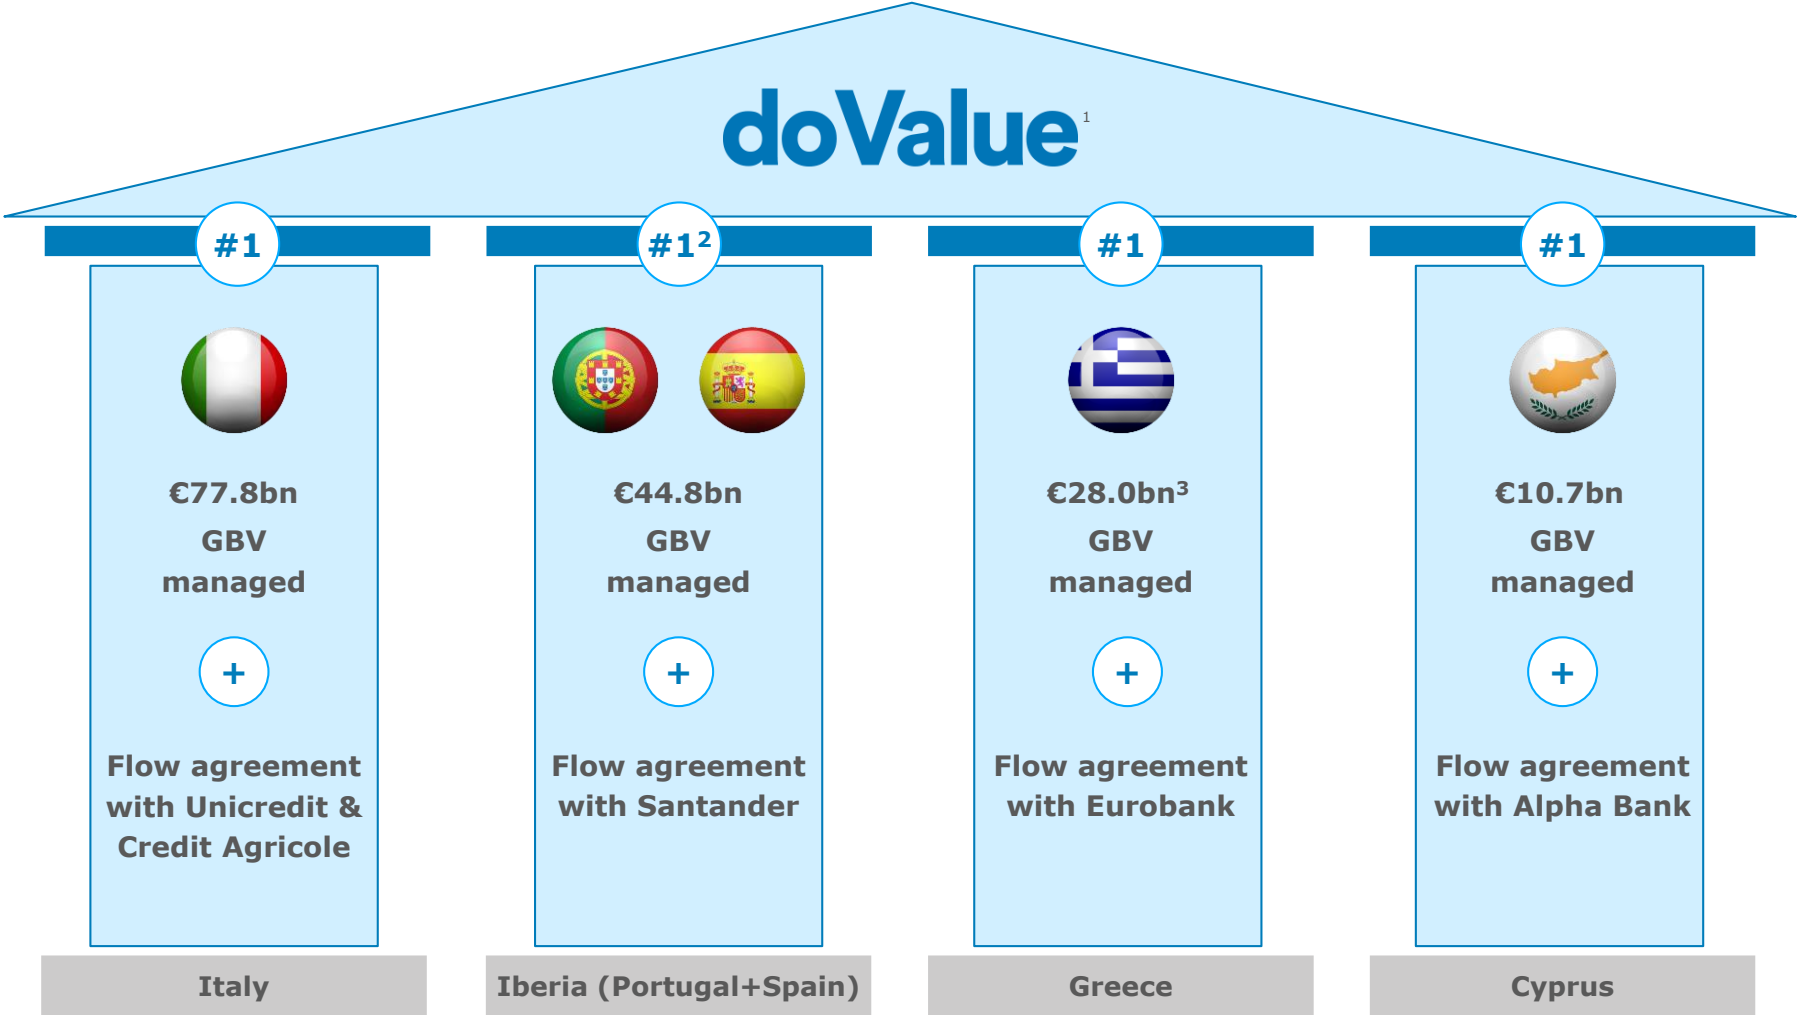 doValue¹
#1
#1²
#1
#1
€77.8bn
GBV
managed
+
Flow agreement
with Unicredit &
Credit Agricole
Italy
€44.8bn
GBV
managed
+
Flow agreement
with Santander
Iberia (Portugal+Spain)
€28.0bn³
GBV
managed
+
Flow agreement
with Eurobank
Greece
€10.7bn
GBV
managed
+
Flow agreement
with Alpha Bank
Cyprus